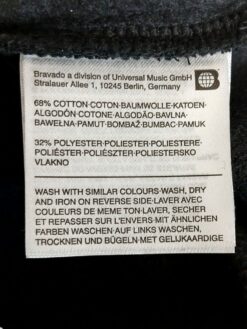 Bravado a division of Universal Music GmbH
Stralauer Allee 1, 10245 Berlin, Germany
68% COTTON·COTON·BAUMWOLLE·KATOEN·
ALGODÓN·COTONE·ALGODÃO·BAVLNA·
BAWEŁNA·PAMUT·BOMBAŽ·BUMBAC·PAMUK
32% POLYESTER·POLIESTER·POLIESTERE·
POLIÉSTER·POLIÉSZTER·POLIESTERSKO
VLAKNO
WASH WITH SIMILAR COLOURS·WASH, DRY
AND IRON ON REVERSE SIDE·LAVER AVEC
COULEURS DE MEME TON·LAVER, SECHER
ET REPASSER SUR L'ENVERS·MIT ÄHNLICHEN
FARBEN WASCHEN·AUF LINKS WASCHEN,
TROCKNEN UND BÜGELN·MET GELIJKAARDIGE